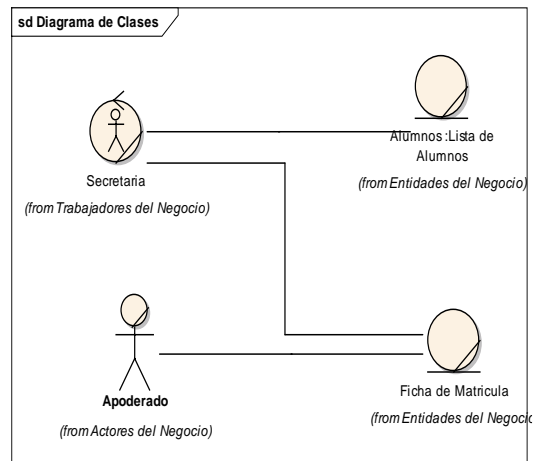 sd Diagrama de Clases
Secretaria
(from Trabajadores del Negocio)
Alumnos :Lista de
Alumnos
(from Entidades del Negocio)
Apoderado
(from Actores del Negocio)
Ficha de Matricula
(from Entidades del Negocio